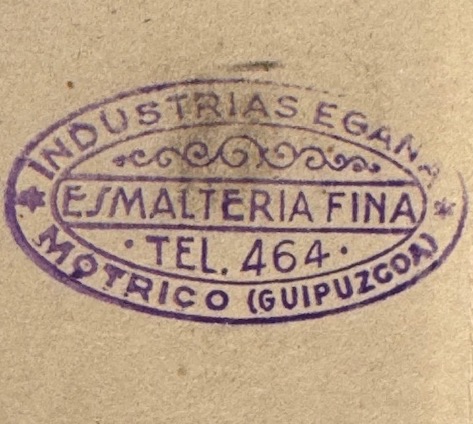 INDUSTRIAS EGAÑA
ESMALTERIA FINA
· TEL. 464 ·
MOTRICO (GUIPUZCOA)